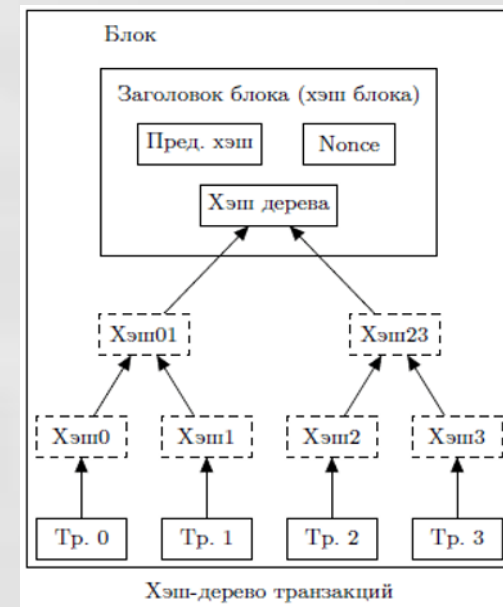 Блок
Заголовок блока (хэш блока)
Пред. хэш Nonce
Хэш дерева
Хэш01 Хэш23
Хэш0 Хэш1 Хэш2 Хэш3
Тр. 0 Тр. 1 Тр. 2 Тр. 3
Хэш-дерево транзакций